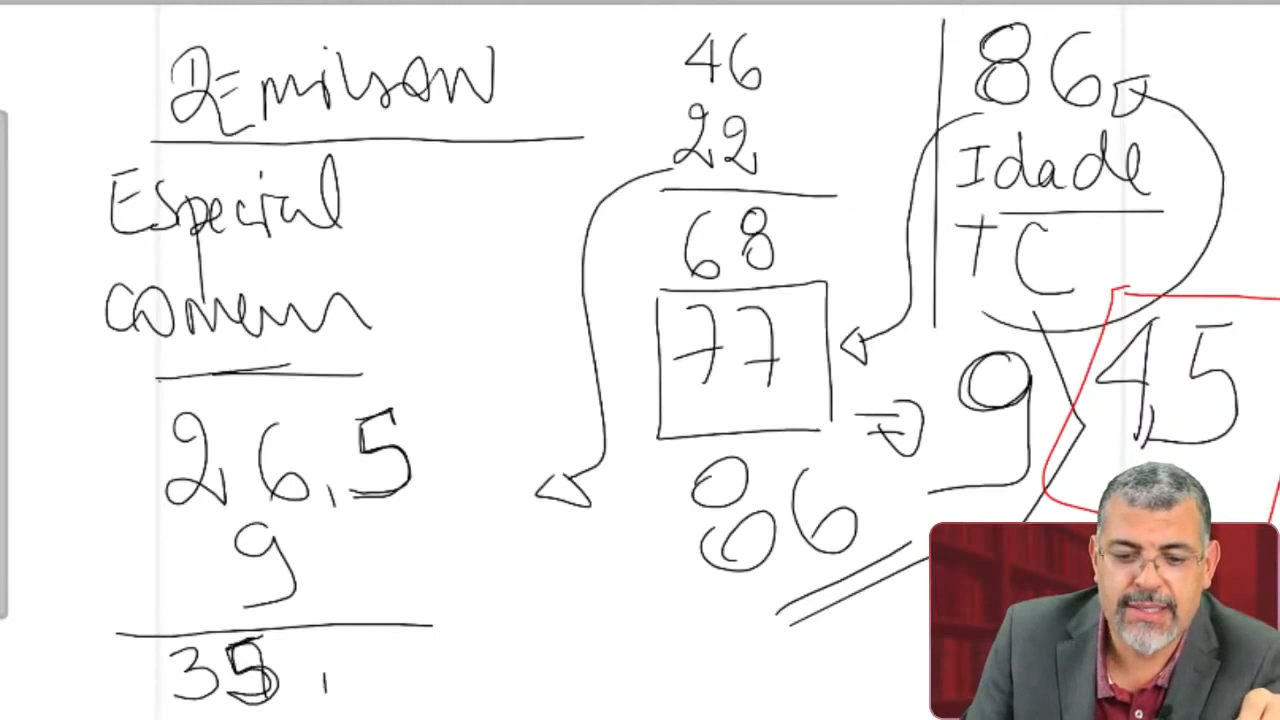 Demilson
Especial
comum
26,5
9
35,
46
22
68
77
86
86
Idade
TC
9
4,5